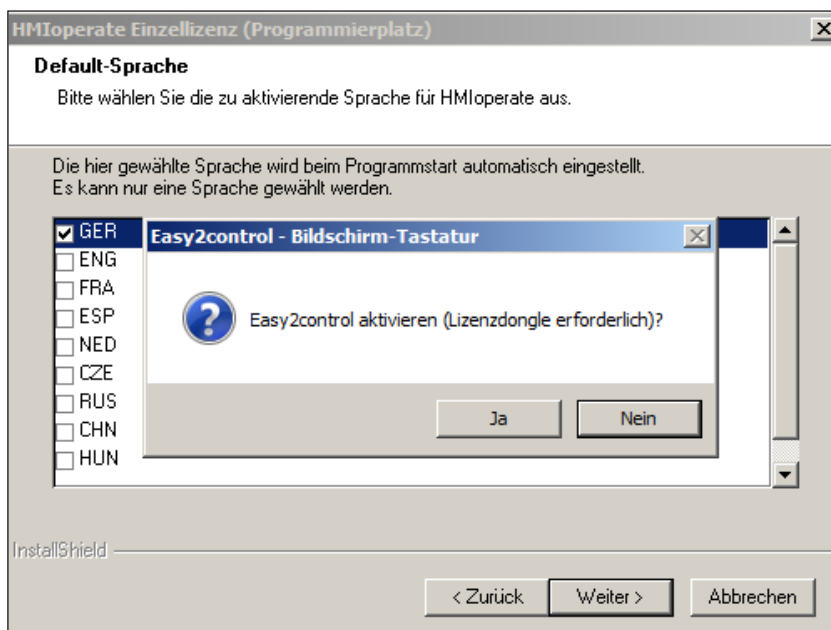 HMIoperate Einzellizenz (Programmierplatz)
Default-Sprache
Bitte wählen Sie die zu aktivierende Sprache für HMIoperate aus.
Die hier gewählte Sprache wird beim Programmstart automatisch eingestellt.
Es kann nur eine Sprache gewählt werden.
GER
ENG
FRA
ESP
NED
CZE
RUS
CHN
HUN
Easy2control - Bildschirm-Tastatur
Easy2control aktivieren (Lizenzdongle erforderlich)?
Ja
Nein
InstallShield
< Zurück
Weiter >
Abbrechen